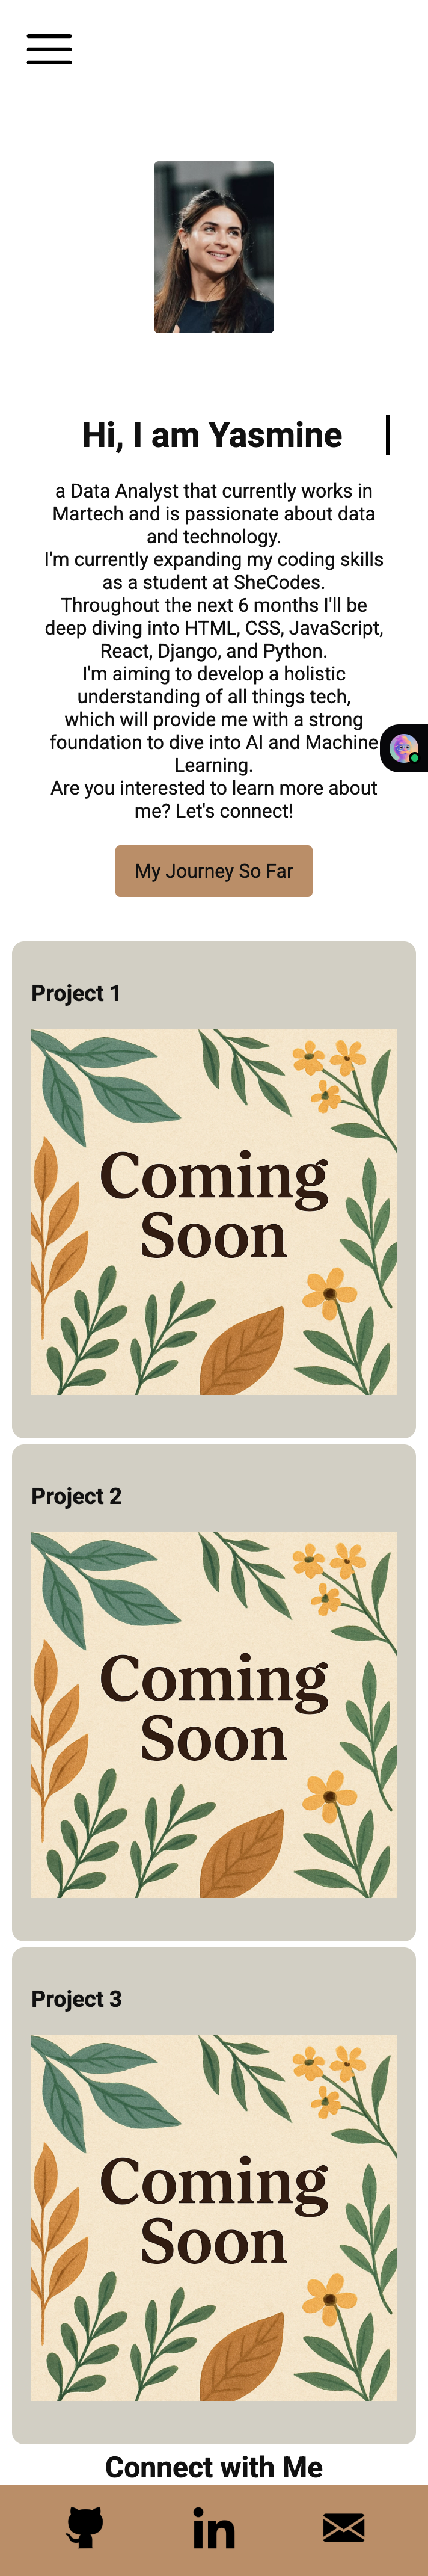 Hi, I am Yasmine
a Data Analyst that currently works in
Martech and is passionate about data
and technology.
I'm currently expanding my coding skills
as a student at SheCodes.
Throughout the next 6 months I'll be
deep diving into HTML, CSS, JavaScript,
React, Django, and Python.
I'm aiming to develop a holistic
understanding of all things tech,
which will provide me with a strong
foundation to dive into AI and Machine
Learning.
Are you interested to learn more about
me? Let's connect!
My Journey So Far
Project 1
Coming
Soon
Project 2
Coming
Soon
Project 3
Coming
Soon
Connect with Me
in